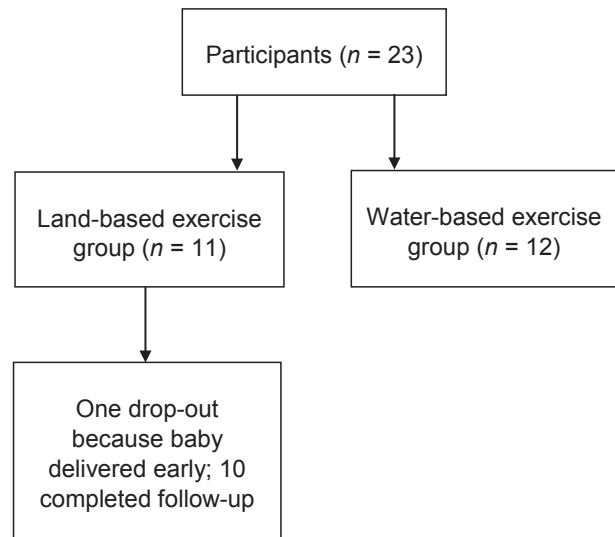 Participants (n = 23)
Land-based exercise
group (n = 11)
Water-based exercise
group (n = 12)
One drop-out
because baby
delivered early; 10
completed follow-up